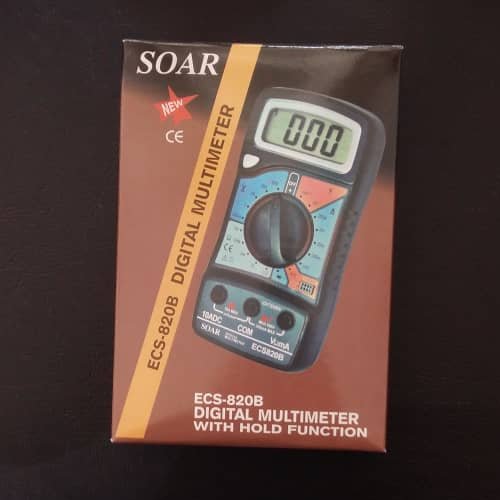 SOAR
NEW
CE
ECS-820B DIGITAL MULTIMETER
000
OFF
10ADC
COM
VΩmA
SOAR
ECS820B
ECS-820B
DIGITAL MULTIMETER
WITH HOLD FUNCTION